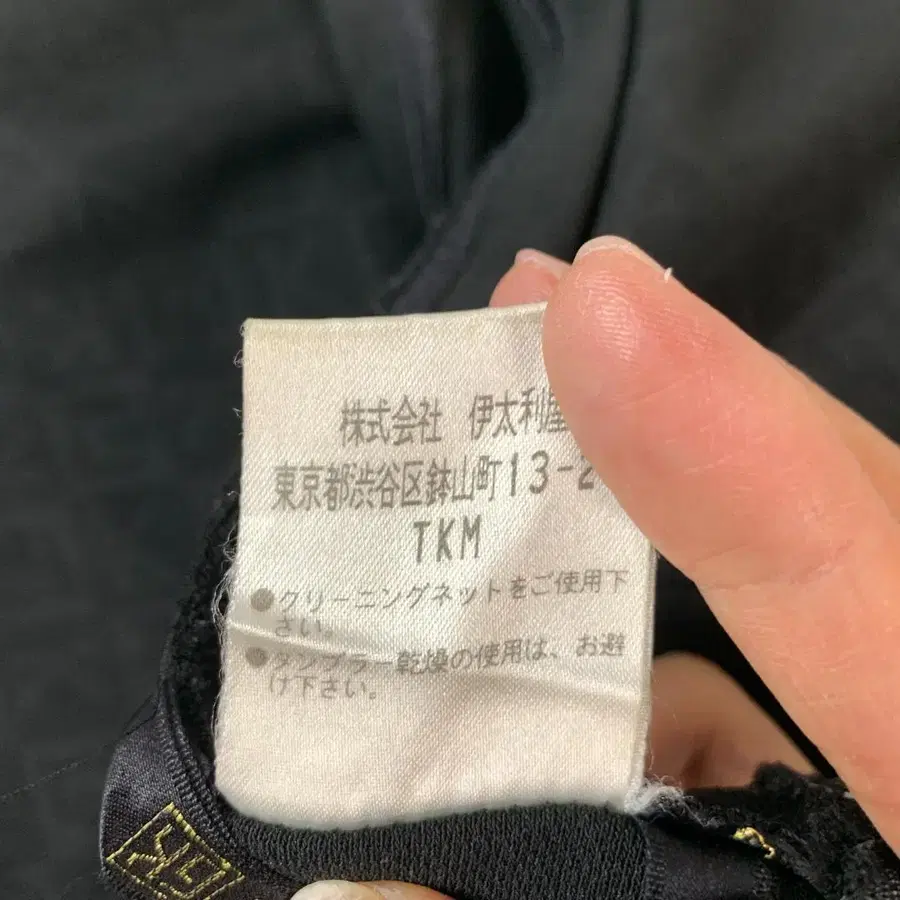 株式会社 伊太利屋
東京都渋谷区鉢山町13-2
TKM
●クリーニングネットをご使用下
さい。
●タンブラー乾燥の使用は、お避
け下さい。